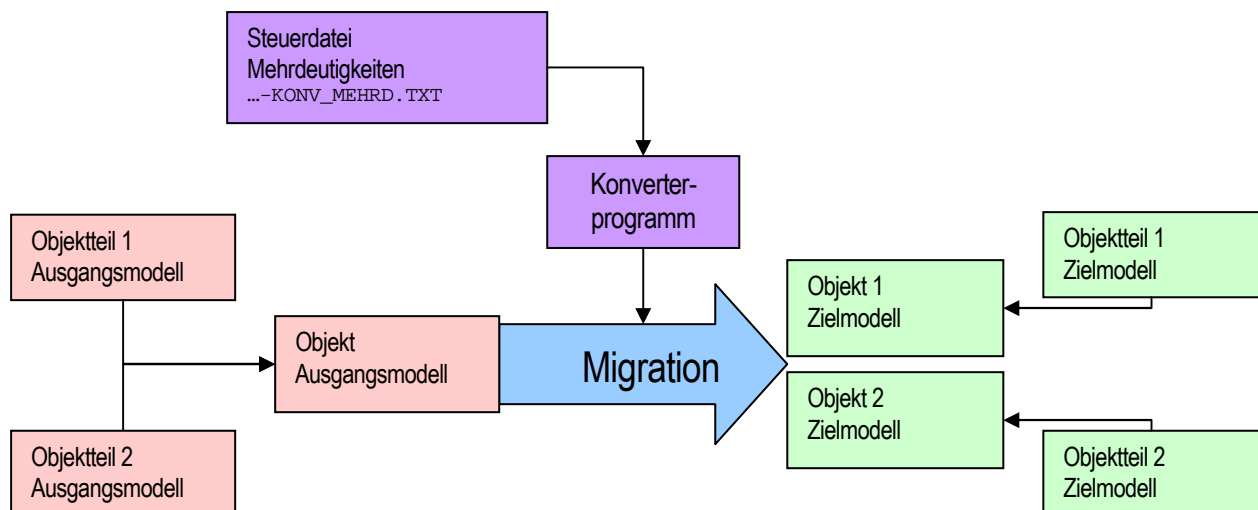 Steuerdatei
Mehrdeutigkeiten
…-KONV_MEHRD.TXT
Konverter-
programm
Objektteil 1
Ausgangsmodell
Objektteil 2
Ausgangsmodell
Objekt
Ausgangsmodell
Migration
Objekt 1
Zielmodell
Objekt 2
Zielmodell
Objektteil 1
Zielmodell
Objektteil 2
Zielmodell